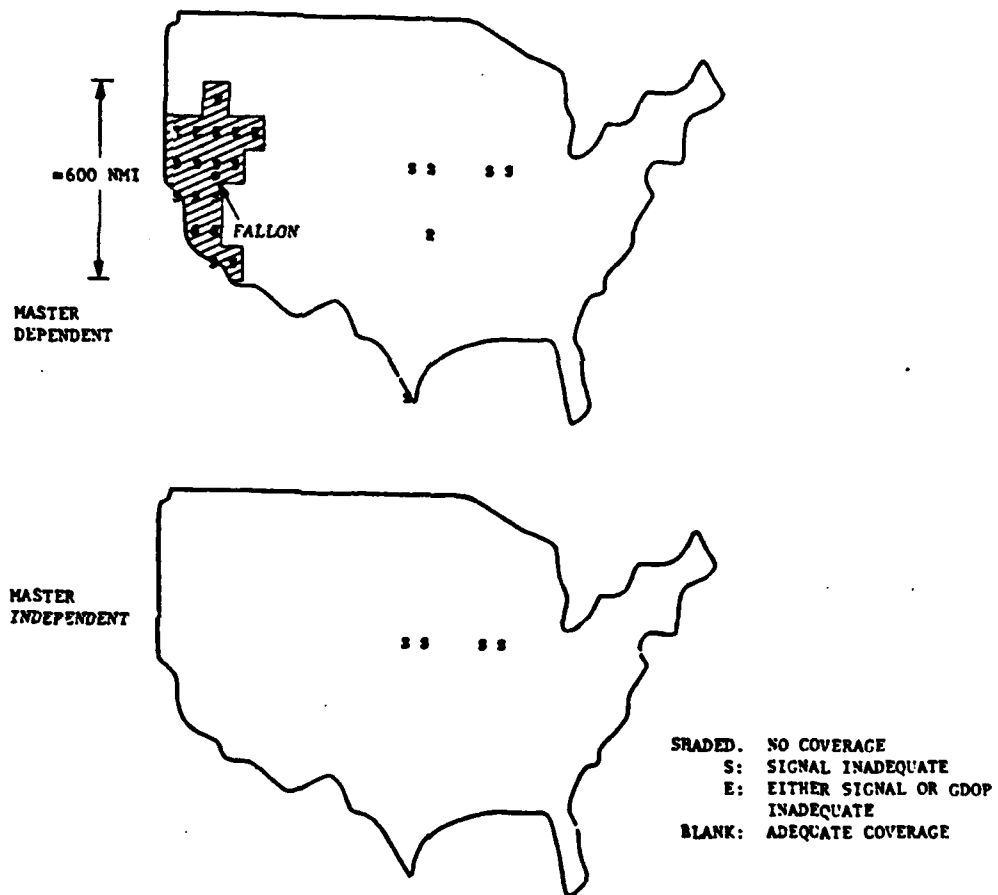 ≈600 NMI
S S S S
FALLON
MASTER
DEPENDENT
MASTER
INDEPENDENT
S S S S
SHADED. NO COVERAGE
S: SIGNAL INADEQUATE
E: EITHER SIGNAL OR GDOP
INADEQUATE
BLANK: ADEQUATE COVERAGE